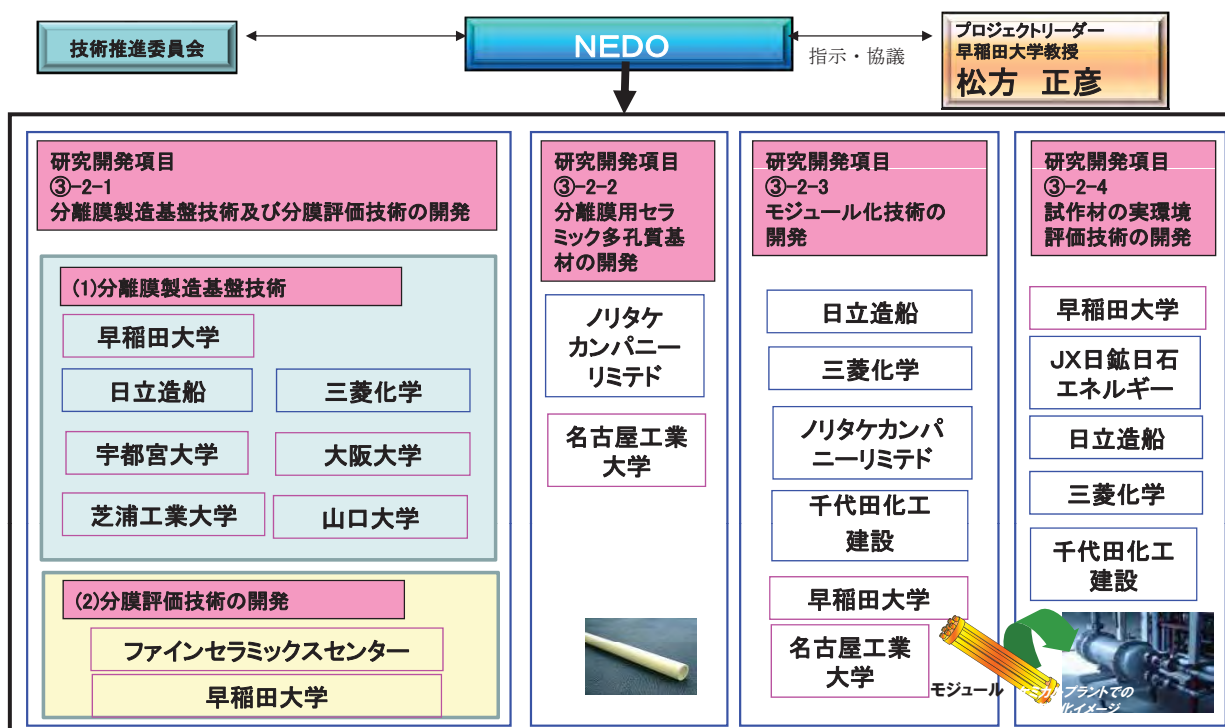 技術推進委員会
NEDO
指示・協議
プロジェクトリーダー
早稲田大学教授
松方 正彦
研究開発項目
③-2-1
分離膜製造基盤技術及び分膜評価技術の開発
(1)分離膜製造基盤技術
早稲田大学
日立造船
三菱化学
宇都宮大学
大阪大学
芝浦工業大学
山口大学
(2)分膜評価技術の開発
ファインセラミックスセンター
早稲田大学
研究開発項目
③-2-2
分離膜用セラ
ミック多孔質基
材の開発
ノリタケ
カンパニー
リミテド
名古屋工業
大学
研究開発項目
③-2-3
モジュール化技術の
開発
日立造船
三菱化学
ノリタケカンパ
ニーリミテド
千代田化工
建設
早稲田大学
名古屋工業
大学
モジュール
研究開発項目
③-2-4
試作材の実環境
評価技術の開発
早稲田大学
JX日鉱日石
エネルギー
日立造船
三菱化学
千代田化工
建設
プラントでの
化イメージ